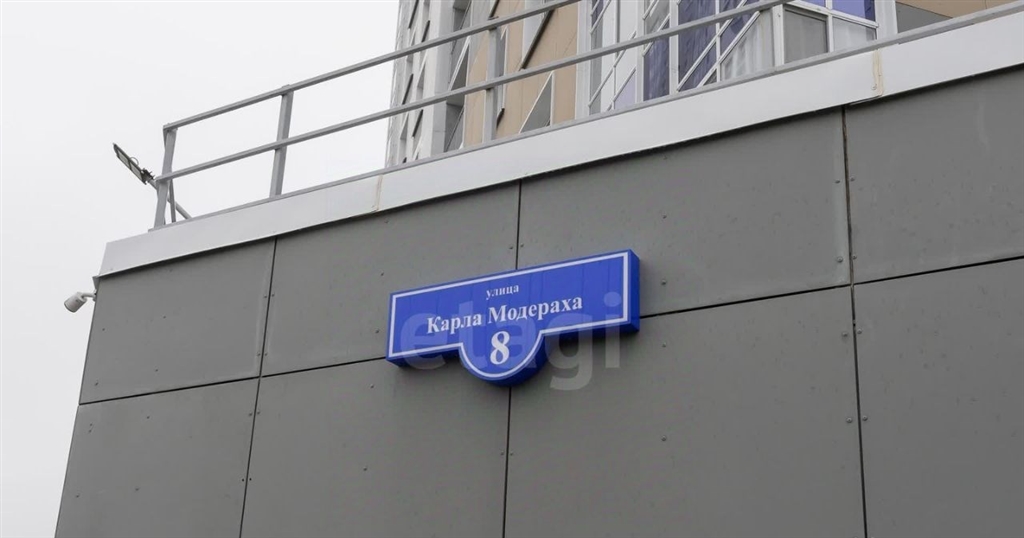 улица
Карла Модераха
8
etagi